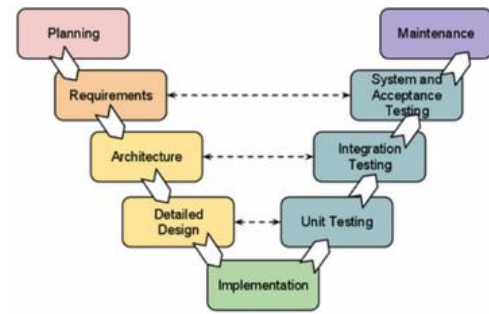 Planning
Maintenance
Requirements
System and
Acceptance
Testing
Architecture
Integration
Testing
Detailed
Design
Unit Testing
Implementation